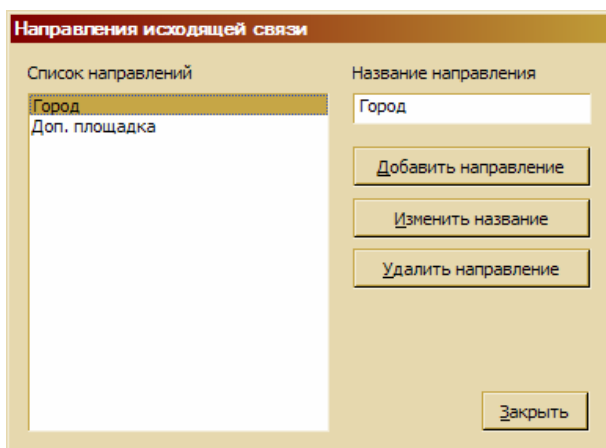 Направления исходящей связи
Список направлений
Город
Доп. площадка
Название направления
Город
Добавить направление
Изменить название
Удалить направление
Закрыть